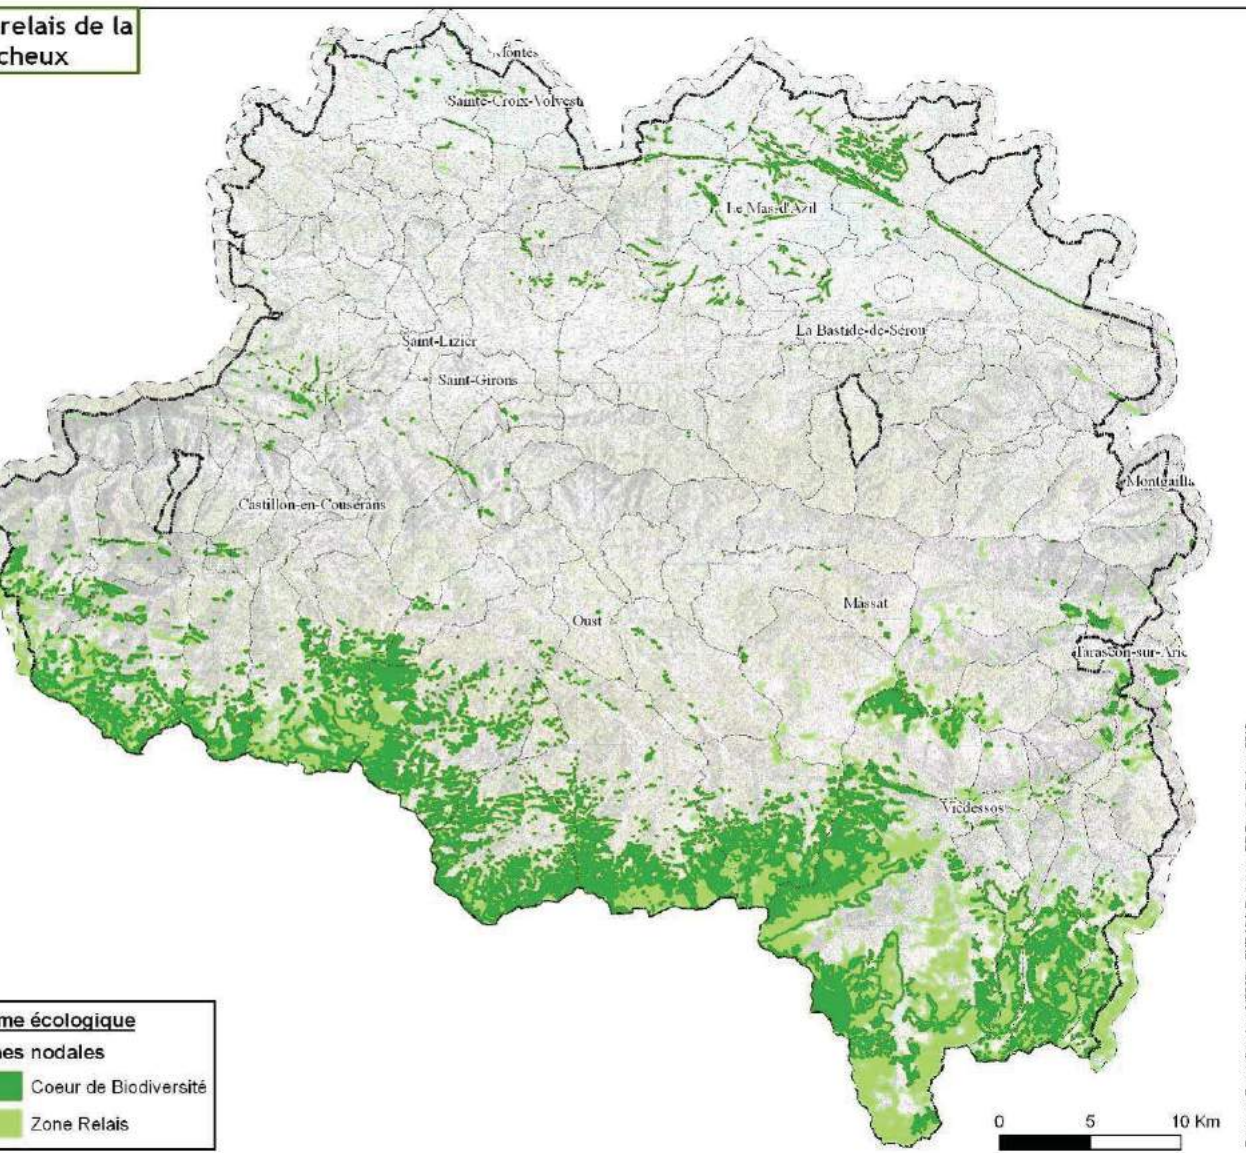 relais de la
cheux
Sainte-Croix-Volvest
Le Mas-d'Azil
La Bastide-de-Sérou
Saint-Lizier
Saint-Girons
Montgailla
Castillon-en-Couserans
Massat
Oust
Tarascon-sur-Arie
Vicdessos
me écologique
nes nodales
Coeur de Biodiversité
Zone Relais
0 5 10 Km